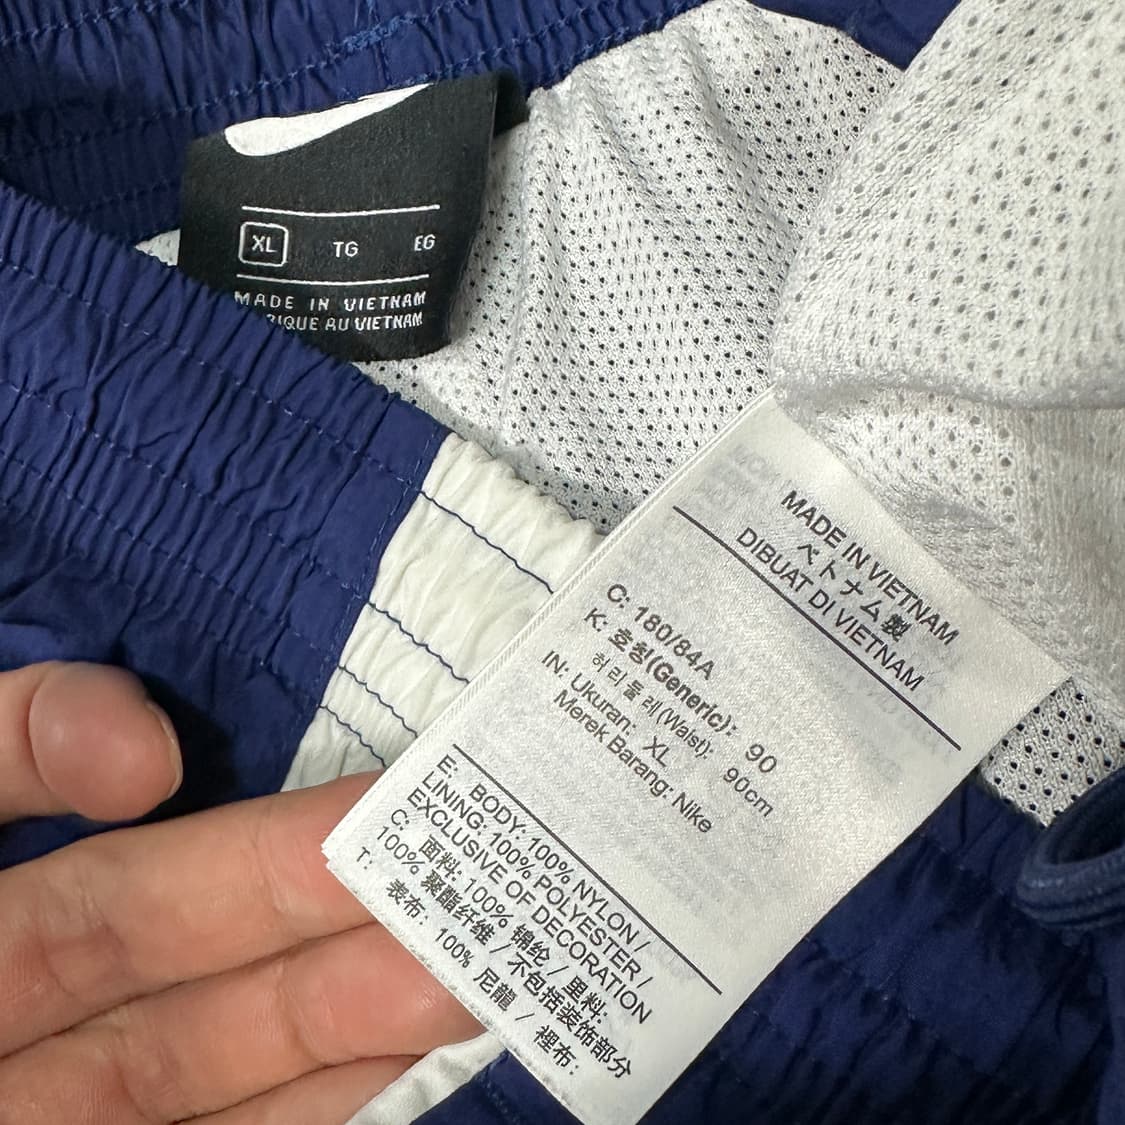 XL TG EG
MADE IN VIETNAM
RIQUE AU VIETNAM
MADE IN VIETNAM
ベトナム製
DIBUAT DI VIETNAM
C: 180/84A
K: 호칭(Generic): 90
허리둘레(Waist): 90cm
IN: Ukuran: XL
Merek Barang: Nike
E: BODY: 100% NYLON /
LINING: 100% POLYESTER /
EXCLUSIVE OF DECORATION
C: 面料: 100% 锦纶 / 里料:
100% 聚酯纤维 / 不包括装饰部分
T: 表布: 100% 尼龍 / 裡布: